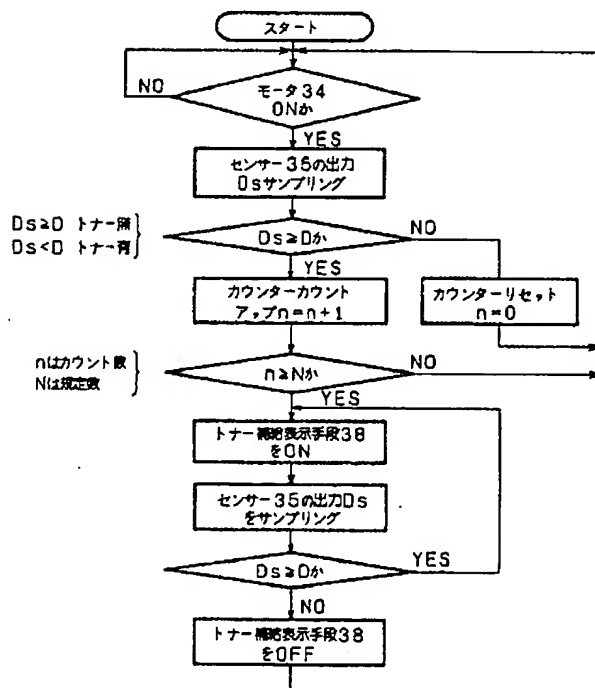 スタート
NO
モータ34
ONか
YES
センサー35の出力
Dsサンプリング
Ds≧D トナー無
Ds<D トナー有
Ds≧Dか
NO
YES
カウンターカウント
アップn=n+1
カウンターリセット
n=0
nはカウント数
Nは規定数
n≧Nか
NO
YES
トナー補給表示手段38
をON
センサー35の出力Ds
をサンプリング
Ds≧Dか
YES
NO
トナー補給表示手段38
をOFF